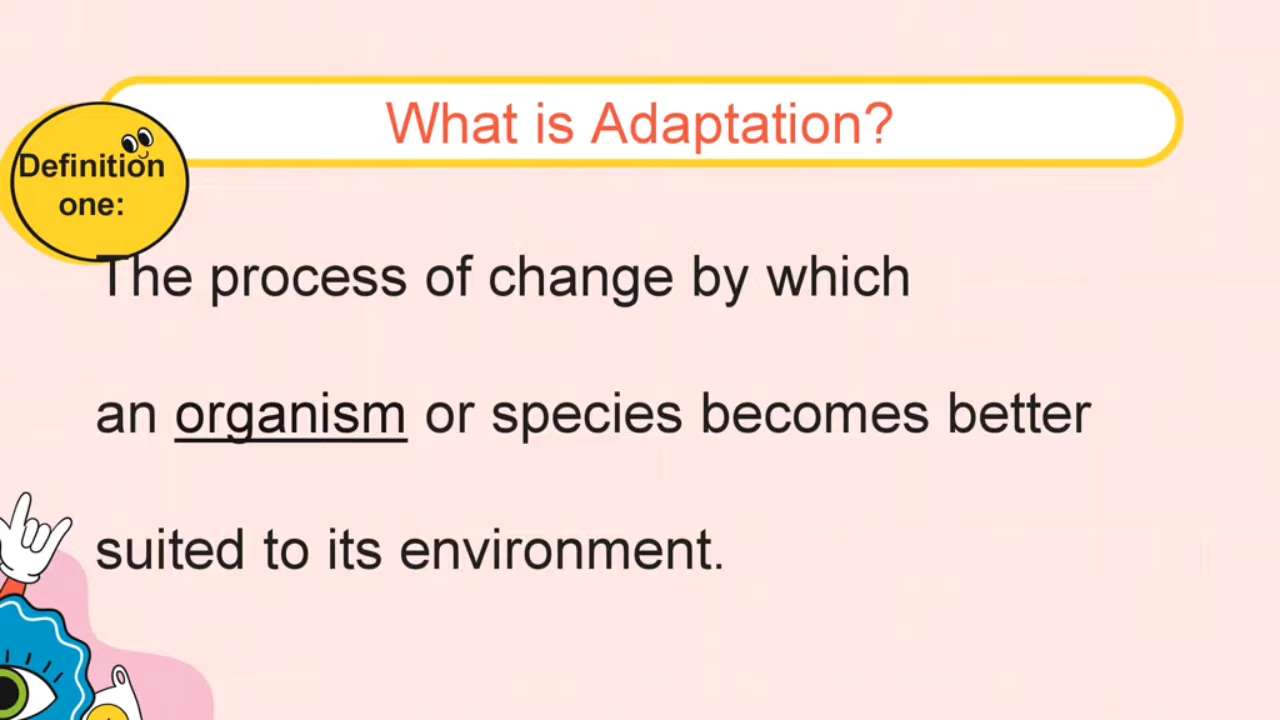 What is Adaptation?
Definition
one:
The process of change by which
an organism or species becomes better
suited to its environment.